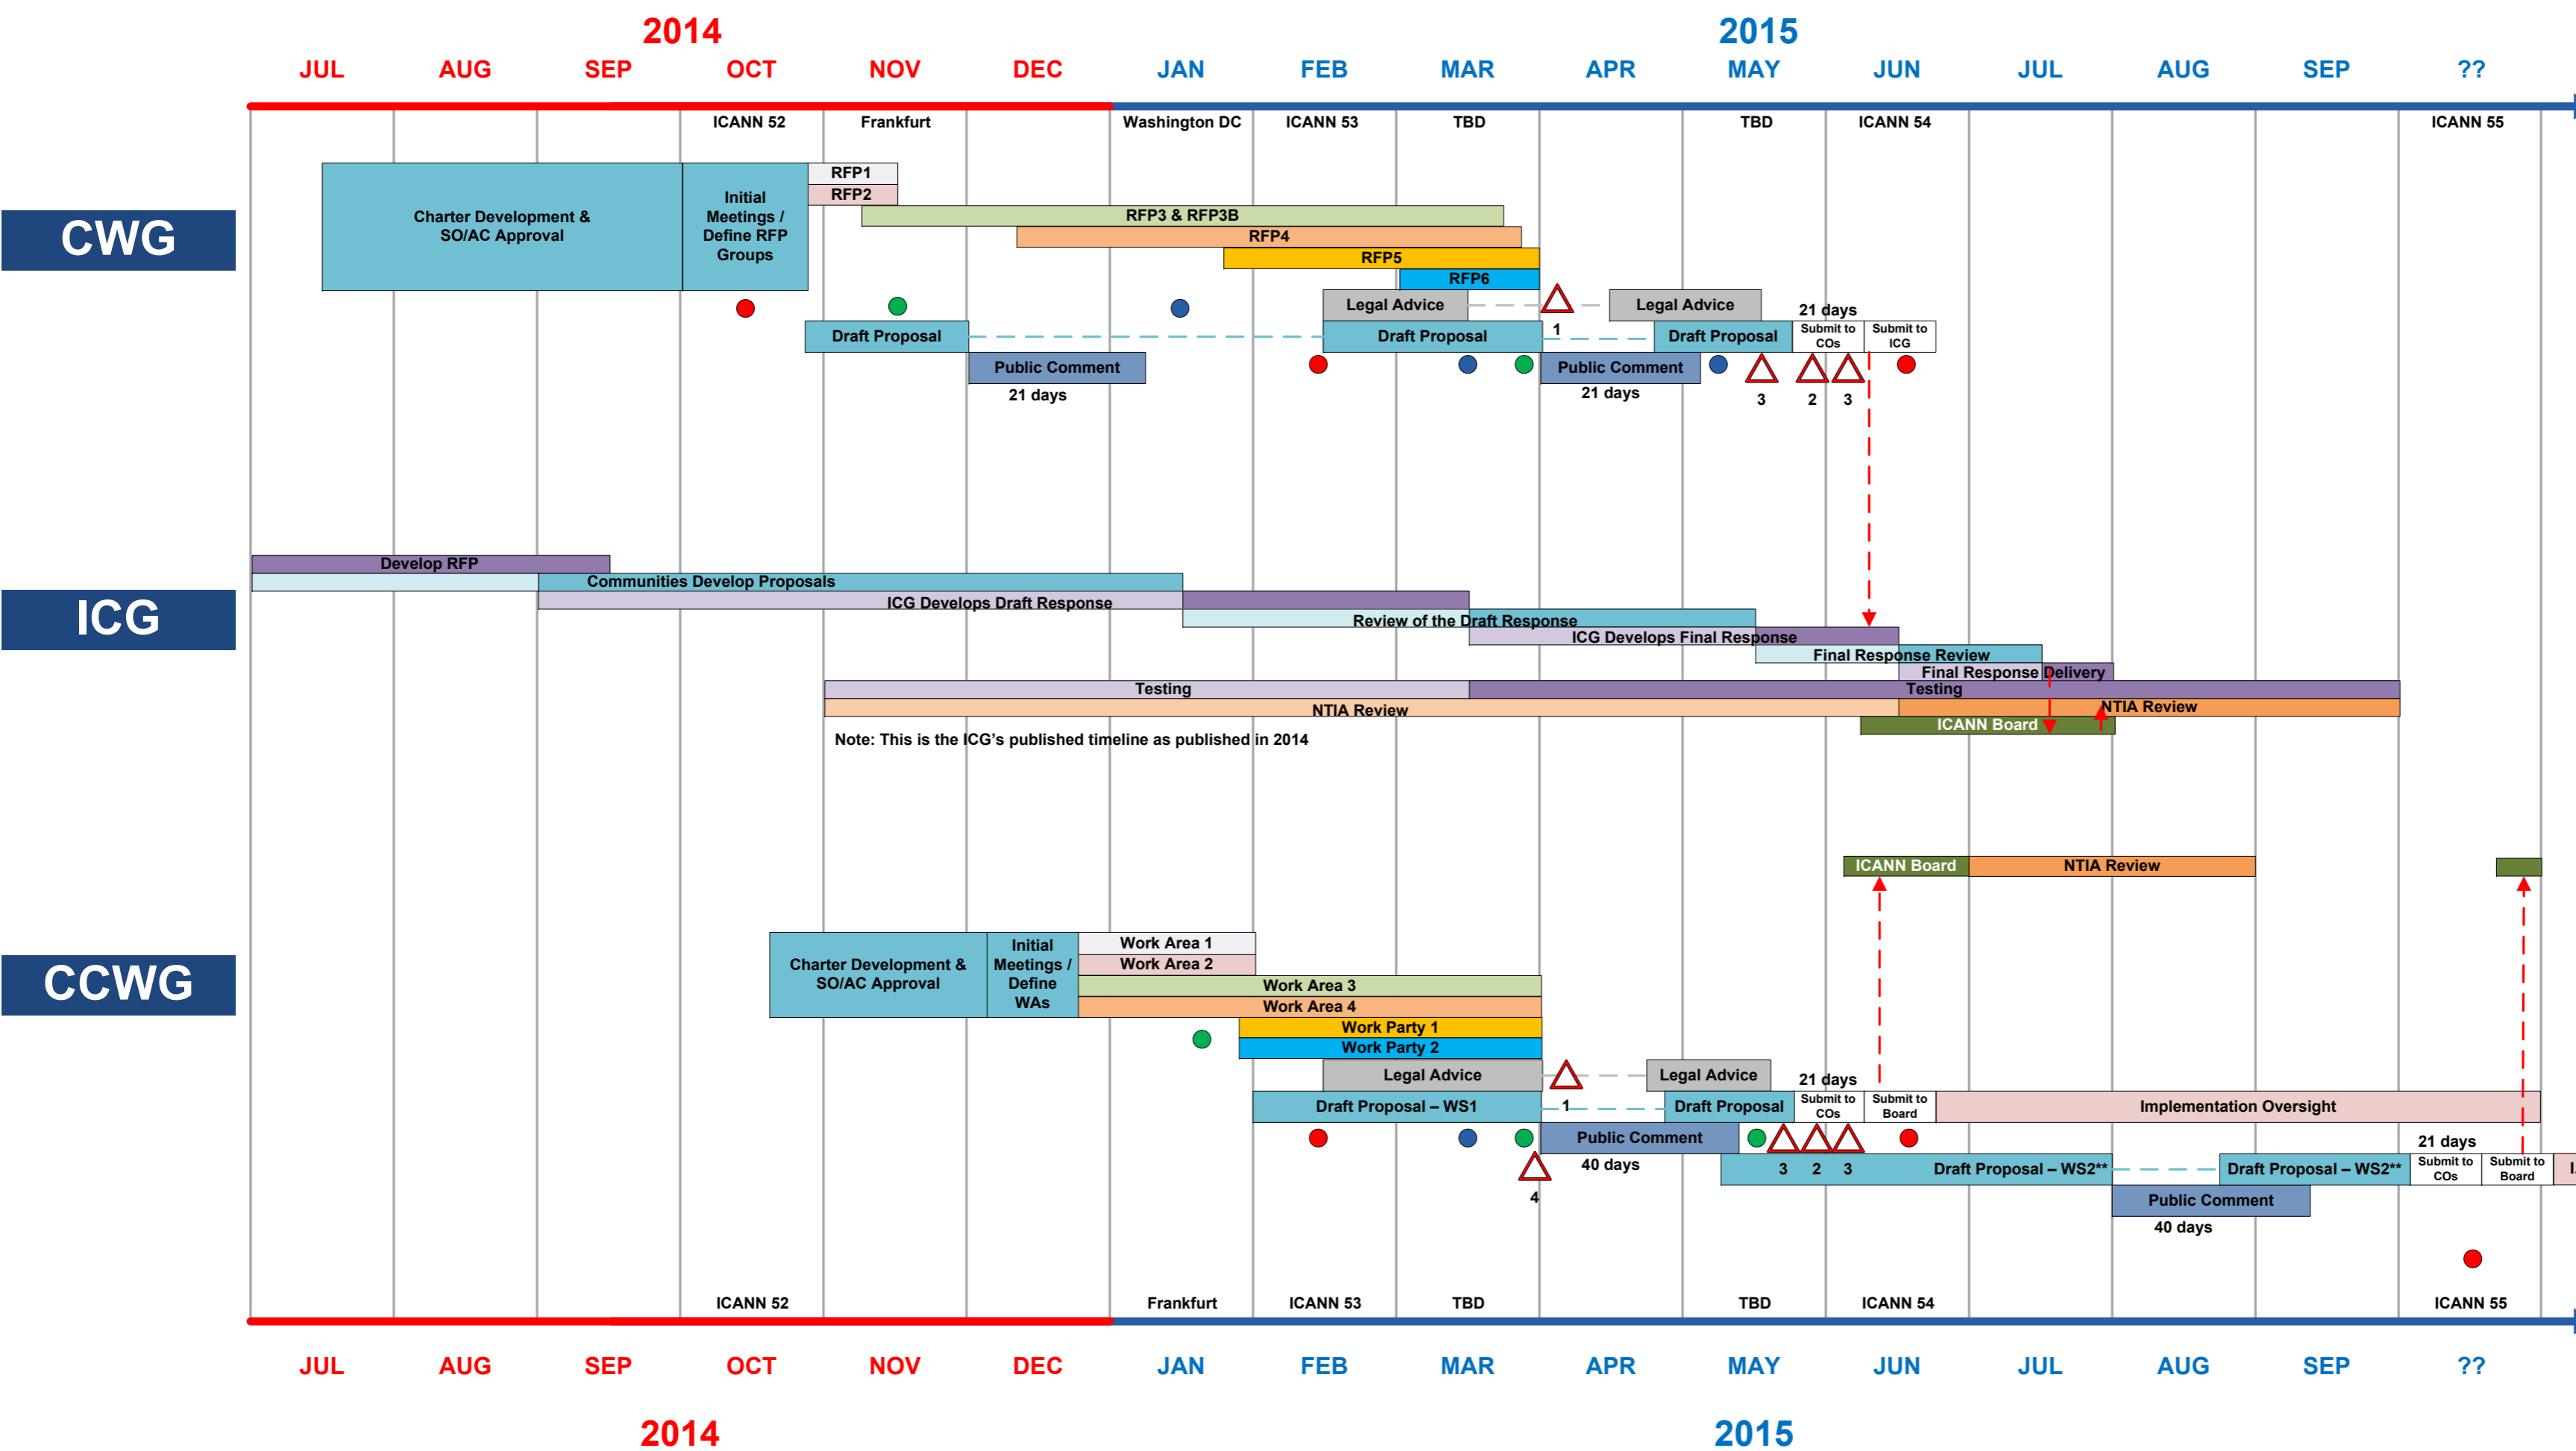 2014
2015
JUL AUG SEP OCT NOV DEC JAN FEB MAR APR MAY JUN JUL AUG SEP ??
ICANN 52 Frankfurt Washington DC ICANN 53 TBD TBD ICANN 54 ICANN 55
CWG
Charter Development &
SO/AC Approval
Initial
Meetings /
Define RFP
Groups
RFP1
RFP2
RFP3 & RFP3B
RFP4
RFP5
RFP6
Legal Advice
Legal Advice
21 days
1
Draft Proposal
Draft Proposal
Draft Proposal
Submit to
COs
Submit to
ICG
Public Comment
21 days
Public Comment
21 days
3 2 3
ICG
Develop RFP
Communities Develop Proposals
ICG Develops Draft Response
Review of the Draft Response
ICG Develops Final Response
Final Response Review
Final Response Delivery
Testing
Testing
NTIA Review
NTIA Review
ICANN Board
Note: This is the ICG's published timeline as published in 2014
ICANN Board
NTIA Review
CCWG
Charter Development &
SO/AC Approval
Initial
Meetings /
Define
WAs
Work Area 1
Work Area 2
Work Area 3
Work Area 4
Work Party 1
Work Party 2
Legal Advice
Legal Advice
21 days
Draft Proposal – WS1
1
Draft Proposal
Submit to
COs
Submit to
Board
Implementation Oversight
Public Comment
40 days
4
3 2 3
21 days
Draft Proposal – WS2**
Draft Proposal – WS2**
Submit to
COs
Submit to
Board
Public Comment
40 days
ICANN 52 Frankfurt ICANN 53 TBD TBD ICANN 54 ICANN 55
JUL AUG SEP OCT NOV DEC JAN FEB MAR APR MAY JUN JUL AUG SEP ??
2014
2015